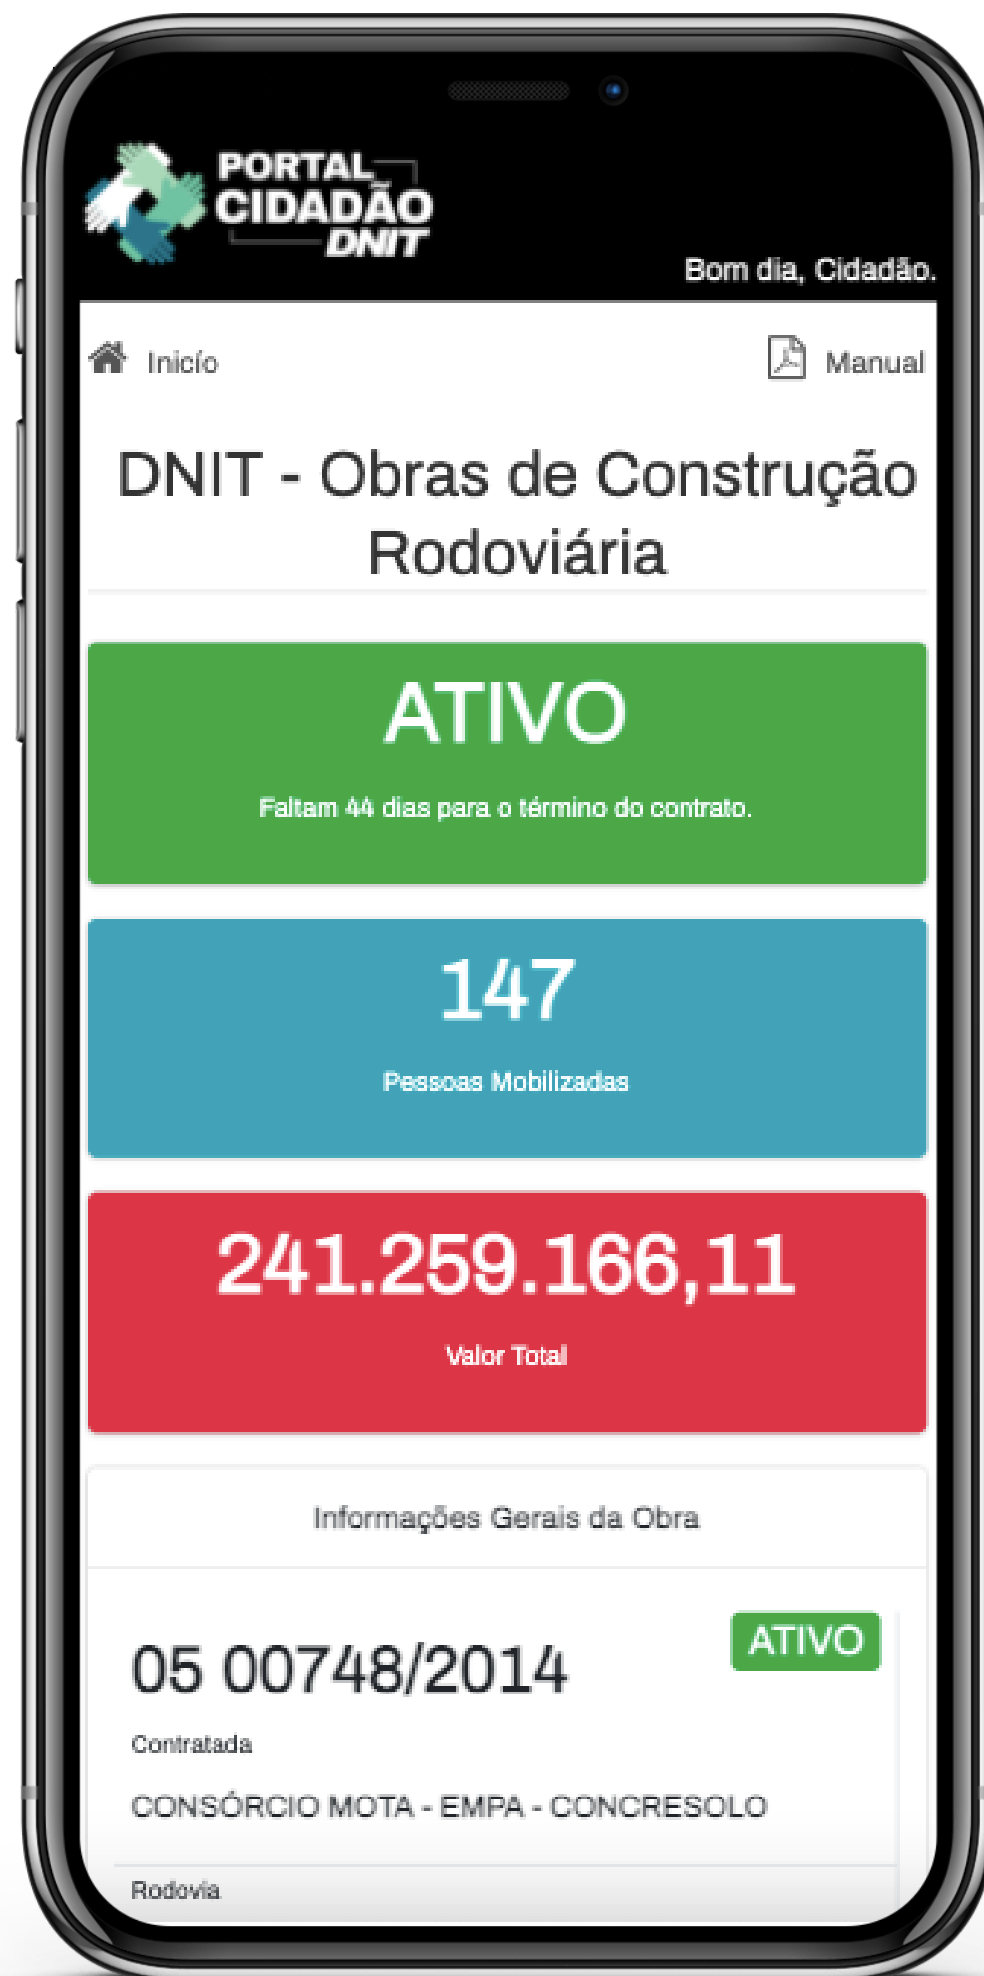 PORTAL
CIDADÃO
DNIT
Bom dia, Cidadão.
Inicío
Manual
DNIT - Obras de Construção
Rodoviária
ATIVO
Faltam 44 dias para o término do contrato.
147
Pessoas Mobilizadas
241.259.166,11
Valor Total
Informações Gerais da Obra
05 00748/2014
ATIVO
Contratada
CONSÓRCIO MOTA - EMPA - CONCRESOLO
Rodovia